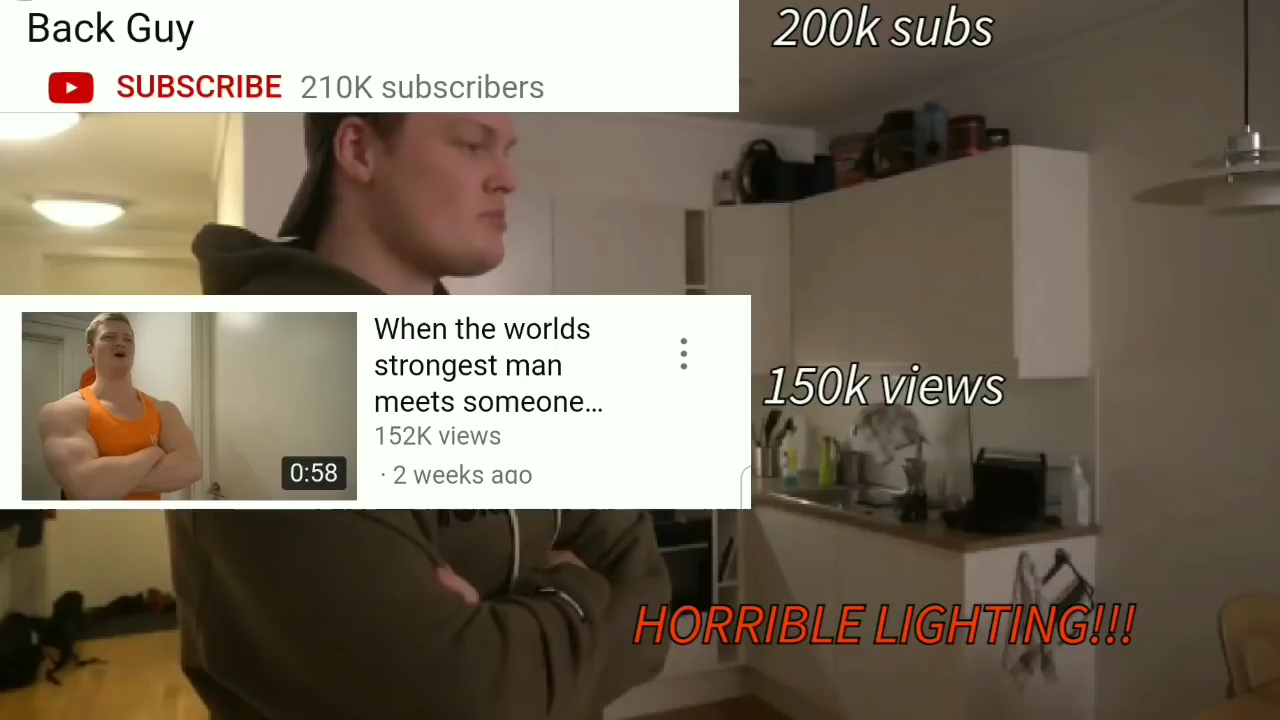 Back Guy
200k subs
SUBSCRIBE 210K subscribers
When the worlds
strongest man
meets someone...
152K views
0:58
· 2 weeks ago
150k views
HORRIBLE LIGHTING!!!